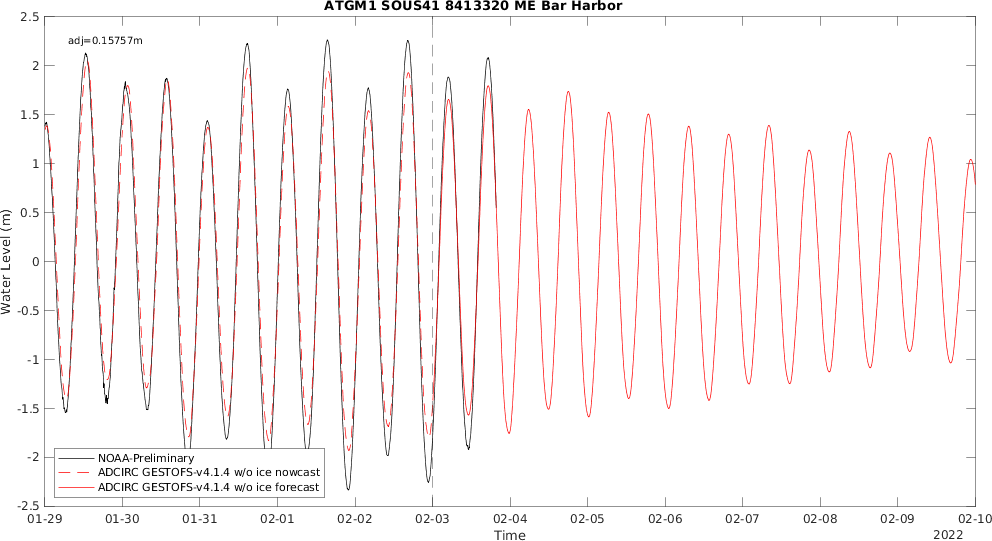 ATGM1 SOUS41 8413320 ME Bar Harbor
adj=0.15757m
2.5
2
1.5
1
0.5
0
-0.5
-1
-1.5
-2
-2.5
Water Level (m)
NOAA-Preliminary
ADCIRC GESTOFS-v4.1.4 w/o ice nowcast
ADCIRC GESTOFS-v4.1.4 w/o ice forecast
01-29 01-30 01-31 02-01 02-02 02-03 02-04 02-05 02-06 02-07 02-08 02-09 02-10
Time
2022